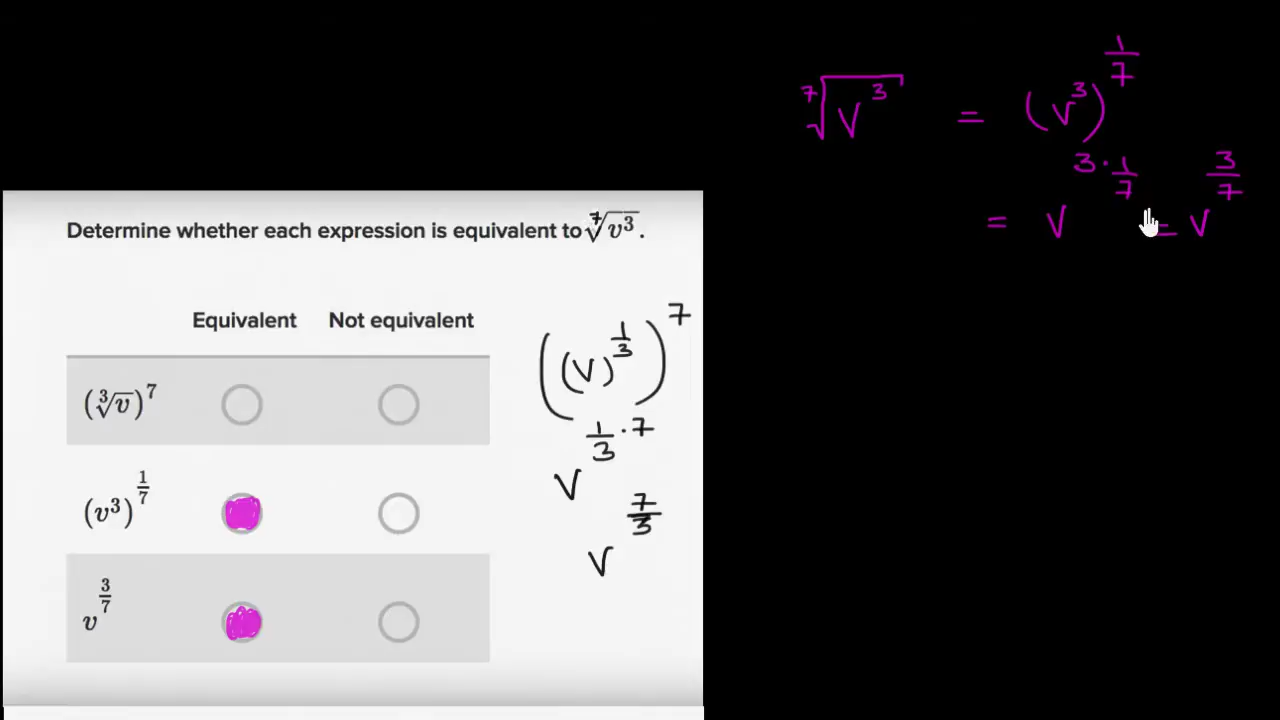 ⁷√v³ = (v³)^(1/7)
= v^(3·1/7) = v^(3/7)
Determine whether each expression is equivalent to ⁷√v³.
Equivalent Not equivalent
(³√v)⁷
(v³)^(1/7)
v^(3/7)
((v)^(1/3))^7
v^(1/3·7)
v^(7/3)